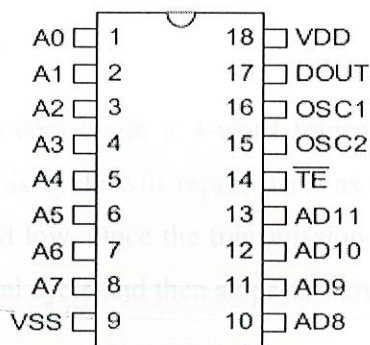 A0 1 18 VDD
A1 2 17 DOUT
A2 3 16 OSC1
A3 4 15 OSC2
A4 5 14 TE
A5 6 13 AD11
A6 7 12 AD10
A7 8 11 AD9
VSS 9 10 AD8